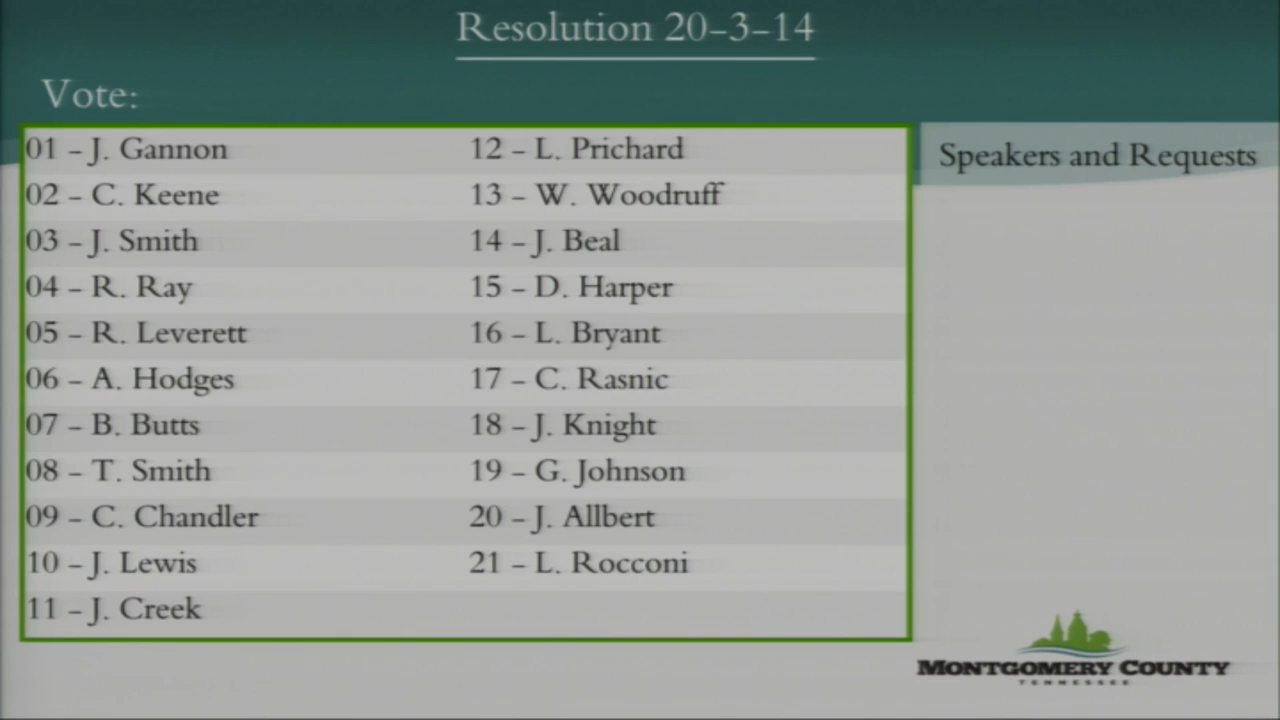 Resolution 20-3-14
Vote:
01 - J. Gannon
02 - C. Keene
03 - J. Smith
04 - R. Ray
05 - R. Leverett
06 - A. Hodges
07 - B. Butts
08 - T. Smith
09 - C. Chandler
10 - J. Lewis
11 - J. Creek
12 - L. Prichard
13 - W. Woodruff
14 - J. Beal
15 - D. Harper
16 - L. Bryant
17 - C. Rasnic
18 - J. Knight
19 - G. Johnson
20 - J. Allbert
21 - L. Rocconi
Speakers and Requests
MONTGOMERY COUNTY
TENNESSEE